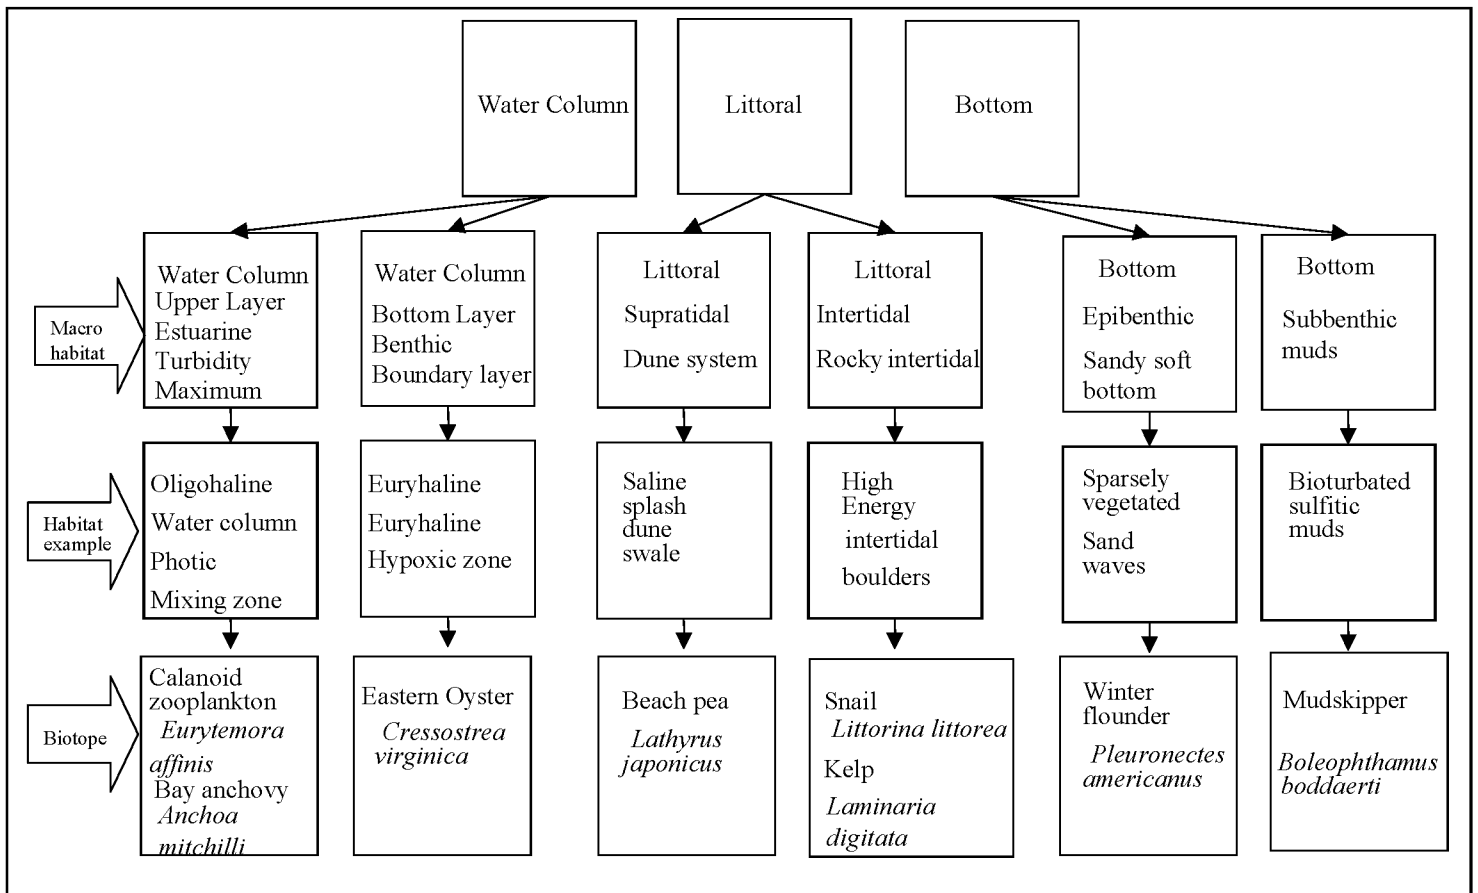 Water Column
Littoral
Bottom
Macro
habitat
Water Column
Upper Layer
Estuarine
Turbidity
Maximum
Water Column
Bottom Layer
Benthic
Boundary layer
Littoral
Supratidal
Dune system
Littoral
Intertidal
Rocky intertidal
Bottom
Epibenthic
Sandy soft
bottom
Bottom
Subbenthic
muds
Habitat
example
Oligohaline
Water column
Photic
Mixing zone
Euryhaline
Euryhaline
Hypoxic zone
Saline
splash
dune
swale
High
Energy
intertidal
boulders
Sparsely
vegetated
Sand
waves
Bioturbated
sulfitic
muds
Biotope
Calanoid
zooplankton
Eurytemora
affinis
Bay anchovy
Anchoa
mitchilli
Eastern Oyster
Cressostrea
virginica
Beach pea
Lathyrus
japonicus
Snail
Littorina littorea
Kelp
Laminaria
digitata
Winter
flounder
Pleuronectes
americanus
Mudskipper
Boleophthamus
boddaerti